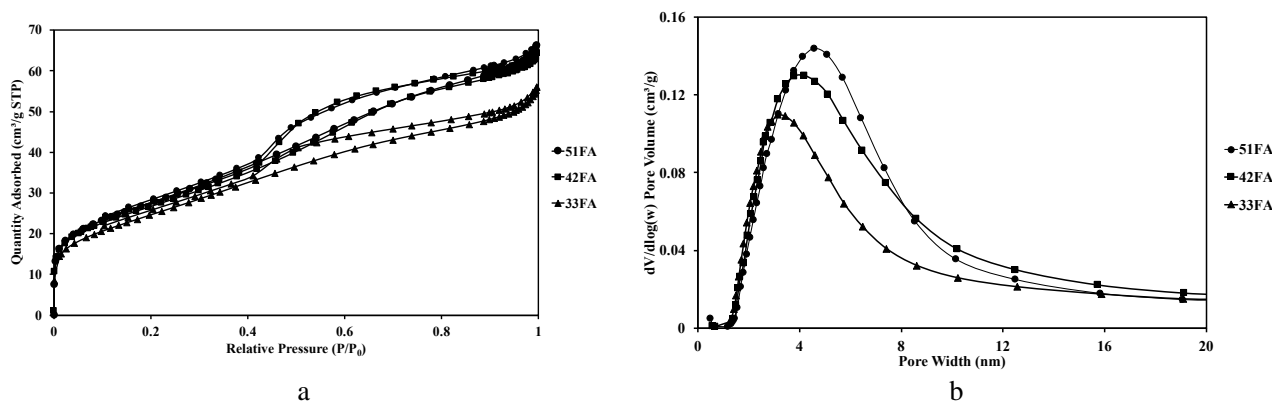 Quantity Adsorbed (cm³/g STP)
70
60
50
40
30
20
10
0
0
0.2
0.4
0.6
0.8
1
Relative Pressure (P/P₀)
51FA
42FA
33FA
a
dV/dlog(w) Pore Volume (cm³/g)
0.16
0.12
0.08
0.04
0
0
4
8
12
16
20
Pore Width (nm)
51FA
42FA
33FA
b